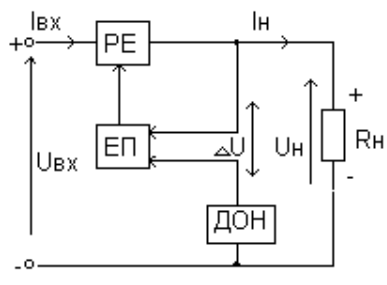 Iвх
Iн
+
РЕ
+
ЕП
ΔU
Uн
Rн
Uвх
-
ДОН
-